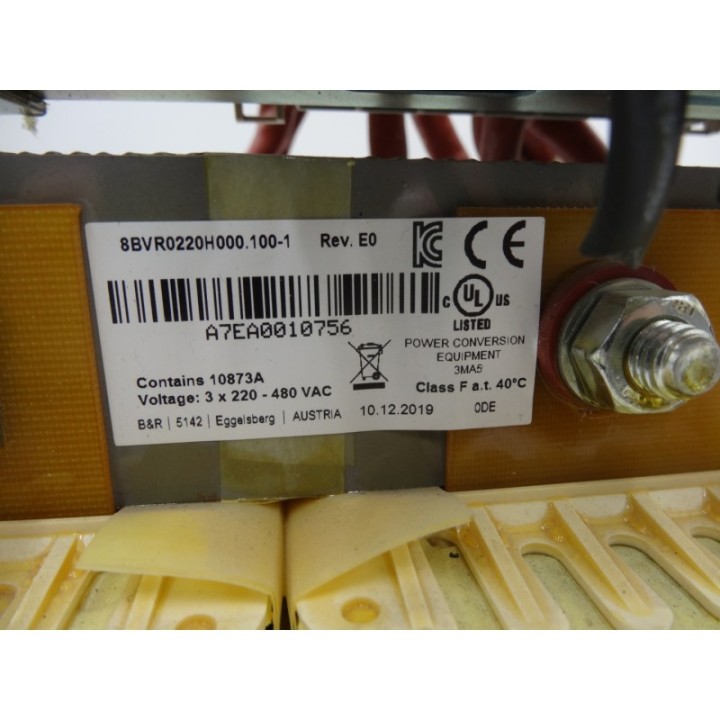 8BVR0220H000.100-1 Rev. E0
A7EA0010756
C UL US
LISTED
POWER CONVERSION
EQUIPMENT
3MA5
Contains 10873A
Voltage: 3 x 220 - 480 VAC
Class F a.t. 40°C
B&R | 5142 | Eggelsberg | AUSTRIA 10.12.2019 0DE